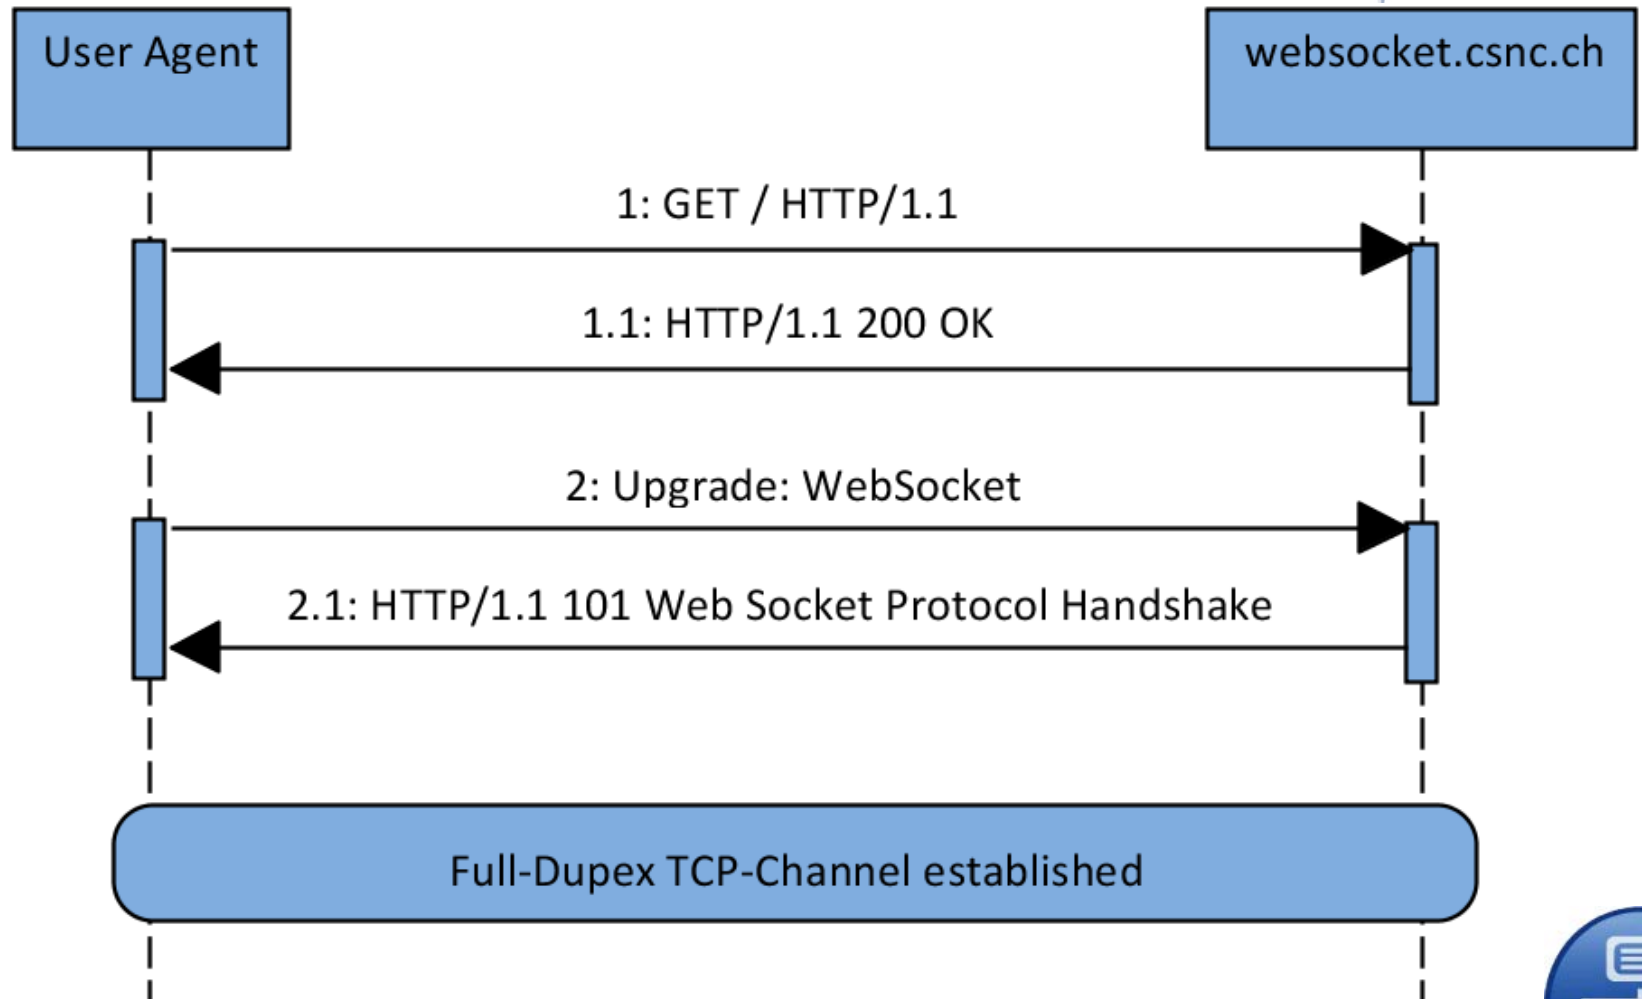 User Agent
websocket.csnc.ch
1: GET / HTTP/1.1
1.1: HTTP/1.1 200 OK
2: Upgrade: WebSocket
2.1: HTTP/1.1 101 Web Socket Protocol Handshake
Full-Dupex TCP-Channel established